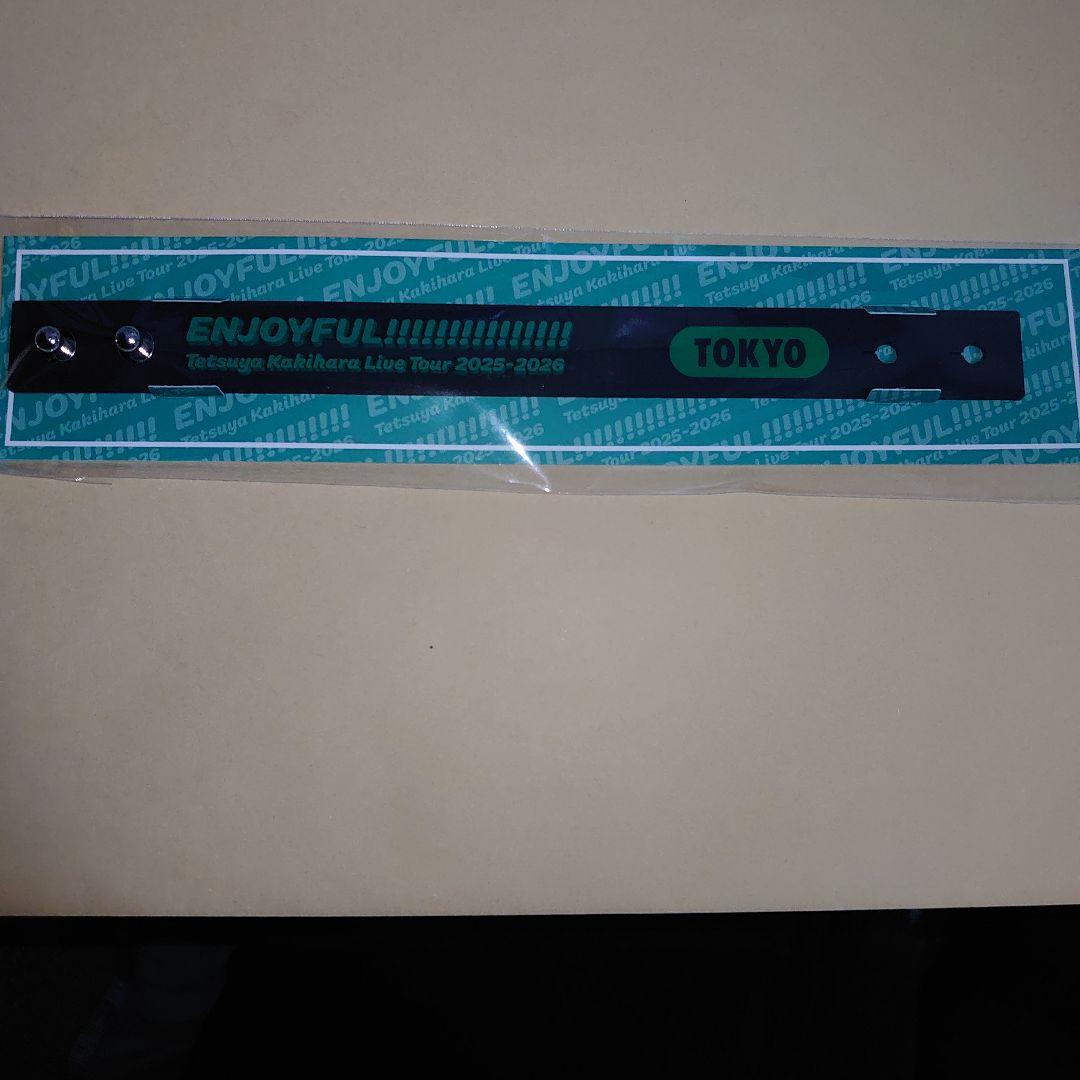 ENJOYFUL!!!!!!!!!!!!!!!
Tetsuya Kakihara Live Tour 2025-2026
TOKYO